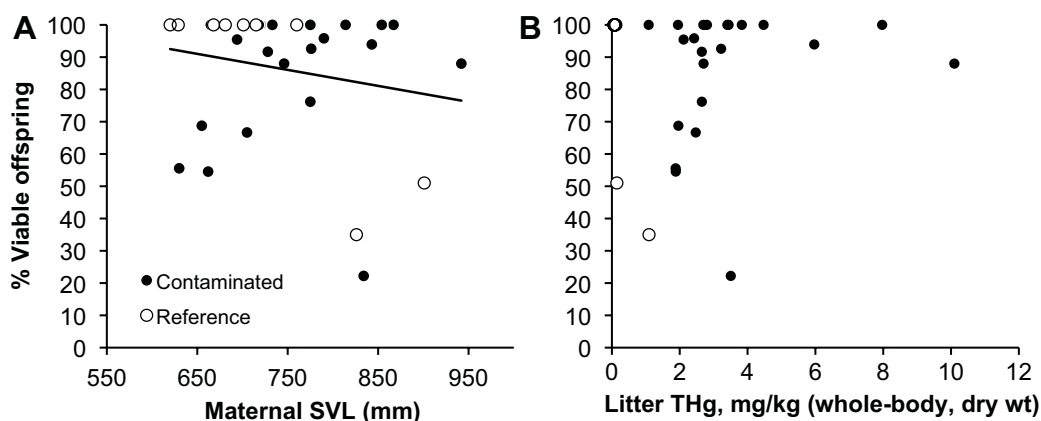 A
% Viable offspring
100
90
80
70
60
50
40
30
20
10
0
Contaminated
Reference
550 650 750 850 950
Maternal SVL (mm)
B
100
90
80
70
60
50
40
30
20
10
0
0 2 4 6 8 10 12
Litter THg, mg/kg (whole-body, dry wt)